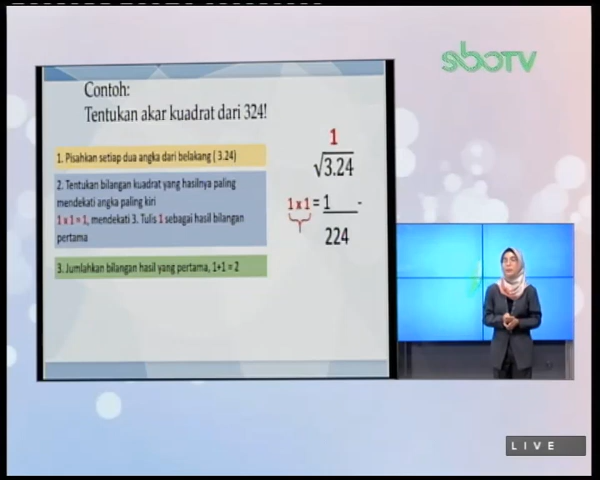 sboTV
Contoh:
Tentukan akar kuadrat dari 324!
1. Pisahkan setiap dua angka dari belakang ( 3.24)
2. Tentukan bilangan kuadrat yang hasilnya paling
mendekati angka paling kiri
1 x 1 = 1, mendekati 3. Tulis 1 sebagai hasil bilangan
pertama
3. Jumlahkan bilangan hasil yang pertama, 1+1 = 2
1
√3.24
1 x 1 = 1 -
224
LIVE